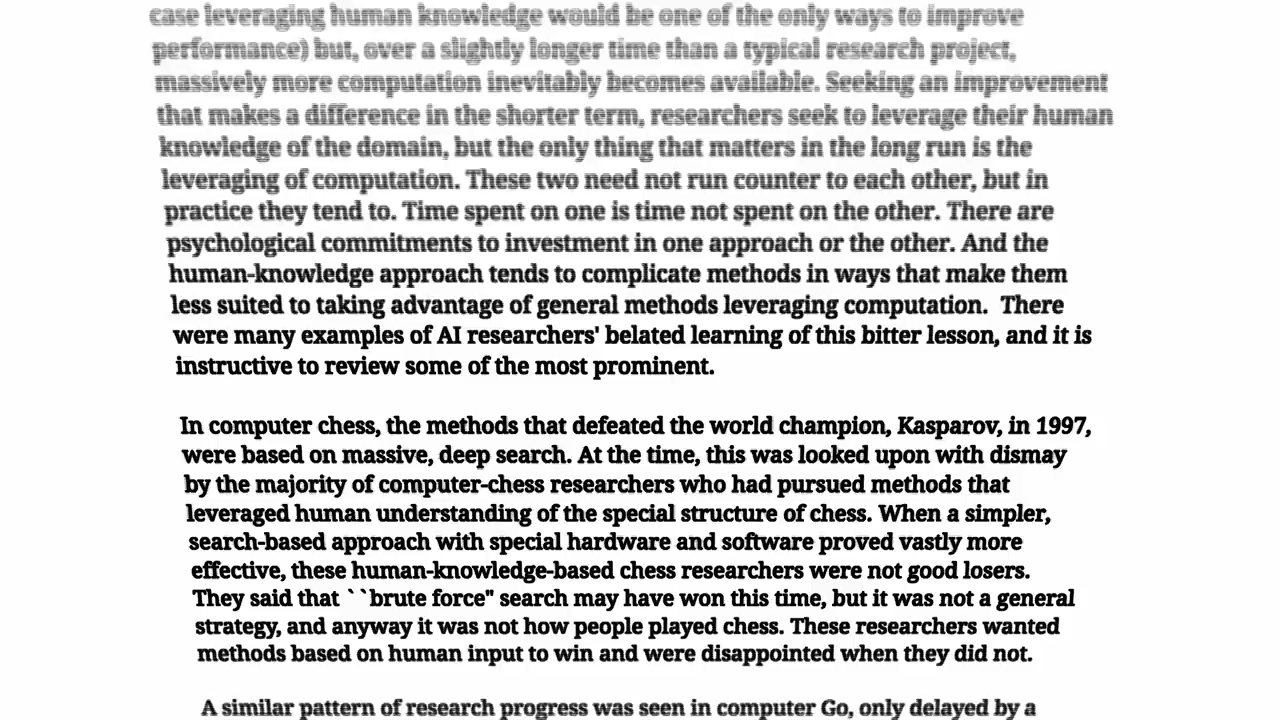 case leveraging human knowledge would be one of the only ways to improve
performance) but, over a slightly longer time than a typical research project,
massively more computation inevitably becomes available. Seeking an improvement
that makes a difference in the shorter term, researchers seek to leverage their human
knowledge of the domain, but the only thing that matters in the long run is the
leveraging of computation. These two need not run counter to each other, but in
practice they tend to. Time spent on one is time not spent on the other. There are
psychological commitments to investment in one approach or the other. And the
human-knowledge approach tends to complicate methods in ways that make them
less suited to taking advantage of general methods leveraging computation.  There
were many examples of AI researchers' belated learning of this bitter lesson, and it is
instructive to review some of the most prominent.
In computer chess, the methods that defeated the world champion, Kasparov, in 1997,
were based on massive, deep search. At the time, this was looked upon with dismay
by the majority of computer-chess researchers who had pursued methods that
leveraged human understanding of the special structure of chess. When a simpler,
search-based approach with special hardware and software proved vastly more
effective, these human-knowledge-based chess researchers were not good losers.
They said that ``brute force" search may have won this time, but it was not a general
strategy, and anyway it was not how people played chess. These researchers wanted
methods based on human input to win and were disappointed when they did not.
A similar pattern of research progress was seen in computer Go, only delayed by a